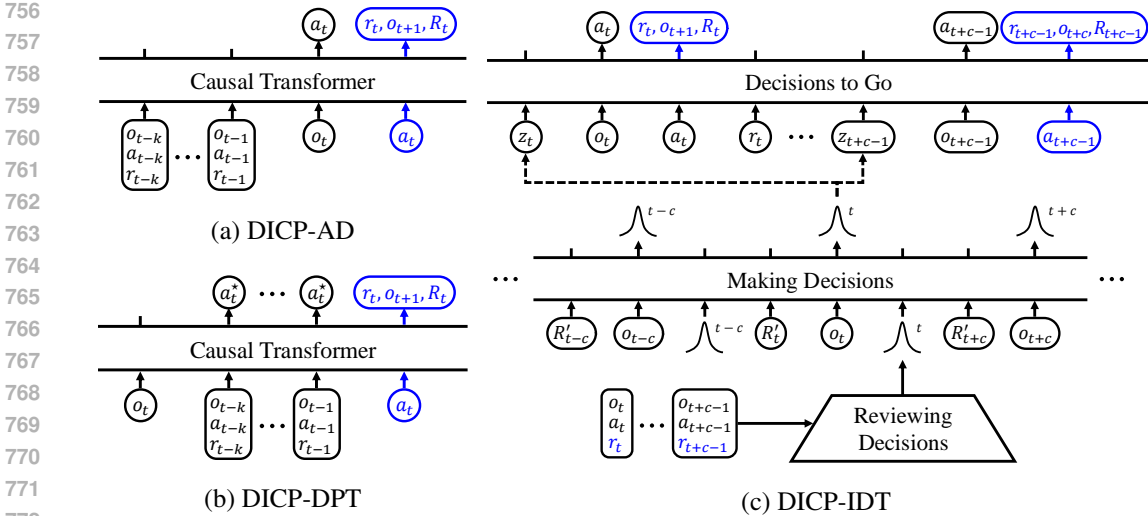 756
757
758
759
760
761
762
763
764
765
766
767
768
769
770
771
a_t
r_t, o_{t+1}, R_t
Causal Transformer
o_{t-k}
a_{t-k}
r_{t-k}
...
o_{t-1}
a_{t-1}
r_{t-1}
o_t
a_t
(a) DICP-AD
a_t^⋆ ... a_t^⋆
r_t, o_{t+1}, R_t
Causal Transformer
o_t
o_{t-k}
a_{t-k}
r_{t-k}
...
o_{t-1}
a_{t-1}
r_{t-1}
a_t
(b) DICP-DPT
a_t
r_t, o_{t+1}, R_t
a_{t+c-1}
r_{t+c-1}, o_{t+c}, R_{t+c-1}
Decisions to Go
z_t o_t a_t r_t ... z_{t+c-1} o_{t+c-1} a_{t+c-1}
t-c t t+c
... Making Decisions ...
R'_{t-c} o_{t-c} t-c R'_t o_t t R'_{t+c} o_{t+c}
o_t
a_t
r_t
...
o_{t+c-1}
a_{t+c-1}
r_{t+c-1}
Reviewing
Decisions
(c) DICP-IDT